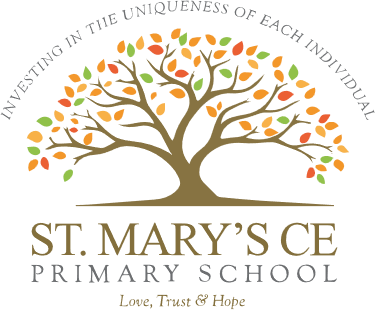 INVESTING IN THE UNIQUENESS OF EACH INDIVIDUAL
ST. MARY'S CE
PRIMARY SCHOOL
Love, Trust & Hope